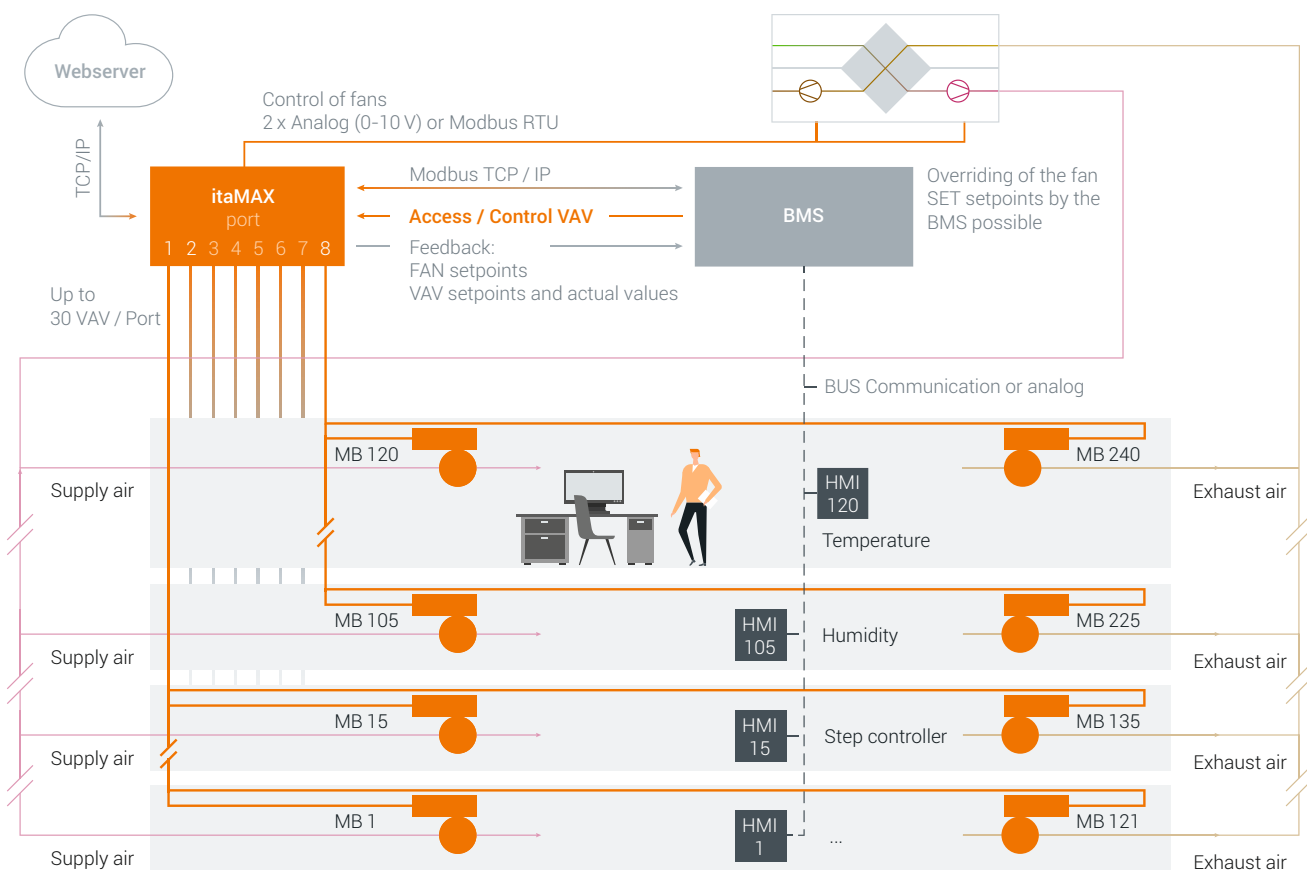 Webserver
TCP/IP
Control of fans
2 x Analog (0-10 V) or Modbus RTU
itaMAX
port
1 2 3 4 5 6 7 8
Modbus TCP / IP
Access / Control VAV
Feedback:
FAN setpoints
VAV setpoints and actual values
BMS
Overriding of the fan
SET setpoints by the
BMS possible
Up to
30 VAV / Port
BUS Communication or analog
MB 120
MB 240
Supply air
HMI
120
Exhaust air
Temperature
MB 105
MB 225
HMI
105
Humidity
Supply air
Exhaust air
MB 15
MB 135
HMI
15
Step controller
Supply air
Exhaust air
MB 1
MB 121
HMI
1
...
Supply air
Exhaust air